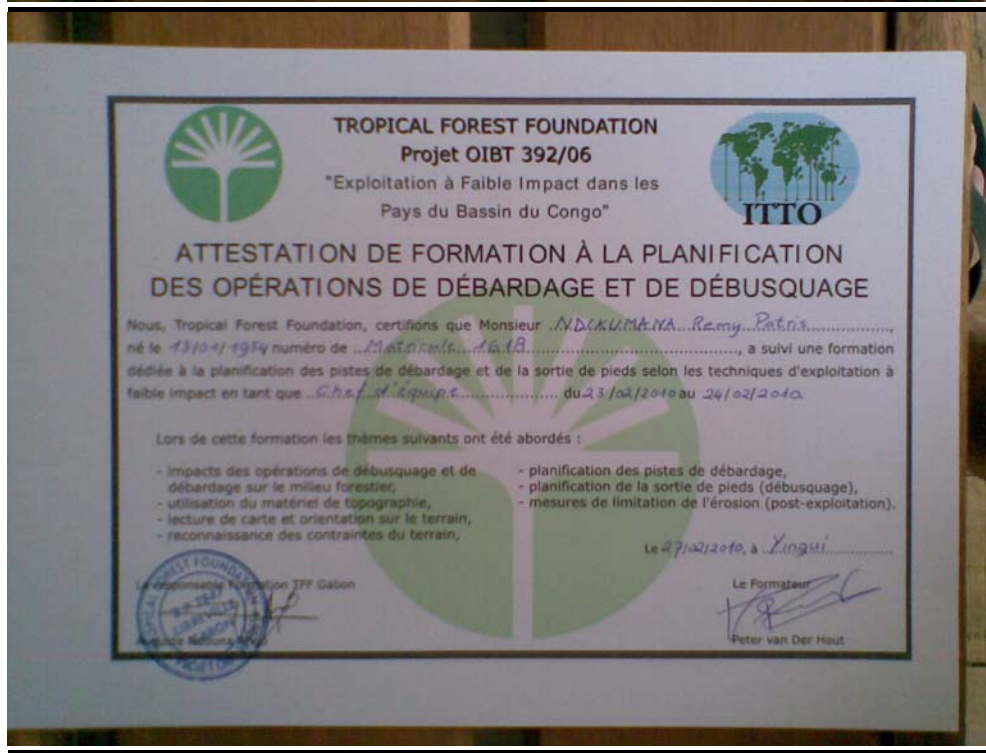 TROPICAL FOREST FOUNDATION
Projet OIBT 392/06
"Exploitation à Faible Impact dans les
Pays du Bassin du Congo"
ITTO
ATTESTATION DE FORMATION À LA PLANIFICATION
DES OPÉRATIONS DE DÉBARDAGE ET DE DÉBUSQUAGE
Nous, Tropical Forest Foundation, certifions que Monsieur NDIKUMANA Remy Patris,
né le 13/01/1954 numéro de Matricule 1618, a suivi une formation
dédiée à la planification des pistes de débardage et de la sortie de pieds selon les techniques d'exploitation à
faible impact en tant que Chef d'équipe du 23/02/2010 au 24/02/2010
Lors de cette formation les thèmes suivants ont été abordés :
- impacts des opérations de débusquage et de
débardage sur le milieu forestier,
- utilisation du matériel de topographie,
- lecture de carte et orientation sur le terrain,
- reconnaissance des contraintes du terrain,
- planification des pistes de débardage,
- planification de la sortie de pieds (débusquage),
- mesures de limitation de l'érosion (post-exploitation).
Le 27/02/2010, à Yingui
Le responsable Formation TFF Gabon
Le Formateur
LIBREVILLE
GABON
Peter van Der Hout